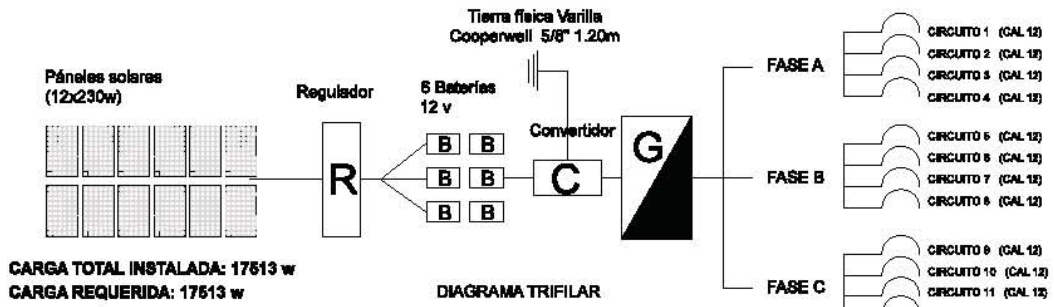 Tierra física Varilla
Cooperwell 5/8" 1.20m
Páneles solares
(12x230w)
Regulador
6 Baterías
12 v
Convertidor
R
B B
B B
B B
C
G
FASE A
CIRCUITO 1 (CAL 12)
CIRCUITO 2 (CAL 12)
CIRCUITO 3 (CAL 12)
CIRCUITO 4 (CAL 12)
FASE B
CIRCUITO 5 (CAL 12)
CIRCUITO 6 (CAL 12)
CIRCUITO 7 (CAL 12)
CIRCUITO 8 (CAL 12)
FASE C
CIRCUITO 9 (CAL 12)
CIRCUITO 10 (CAL 12)
CIRCUITO 11 (CAL 12)
CARGA TOTAL INSTALADA: 17513 w
CARGA REQUERIDA: 17513 w
DIAGRAMA TRIFILAR